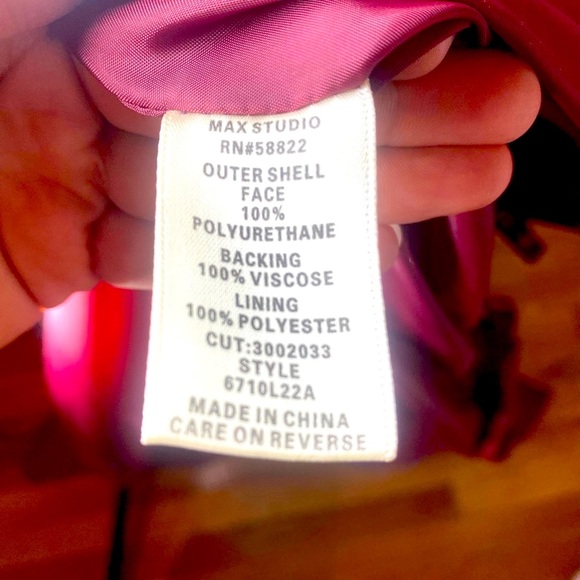 MAX STUDIO
RN#58822
OUTER SHELL
FACE
100%
POLYURETHANE
BACKING
100% VISCOSE
LINING
100% POLYESTER
CUT:3002033
STYLE
6710L22A
MADE IN CHINA
CARE ON REVERSE